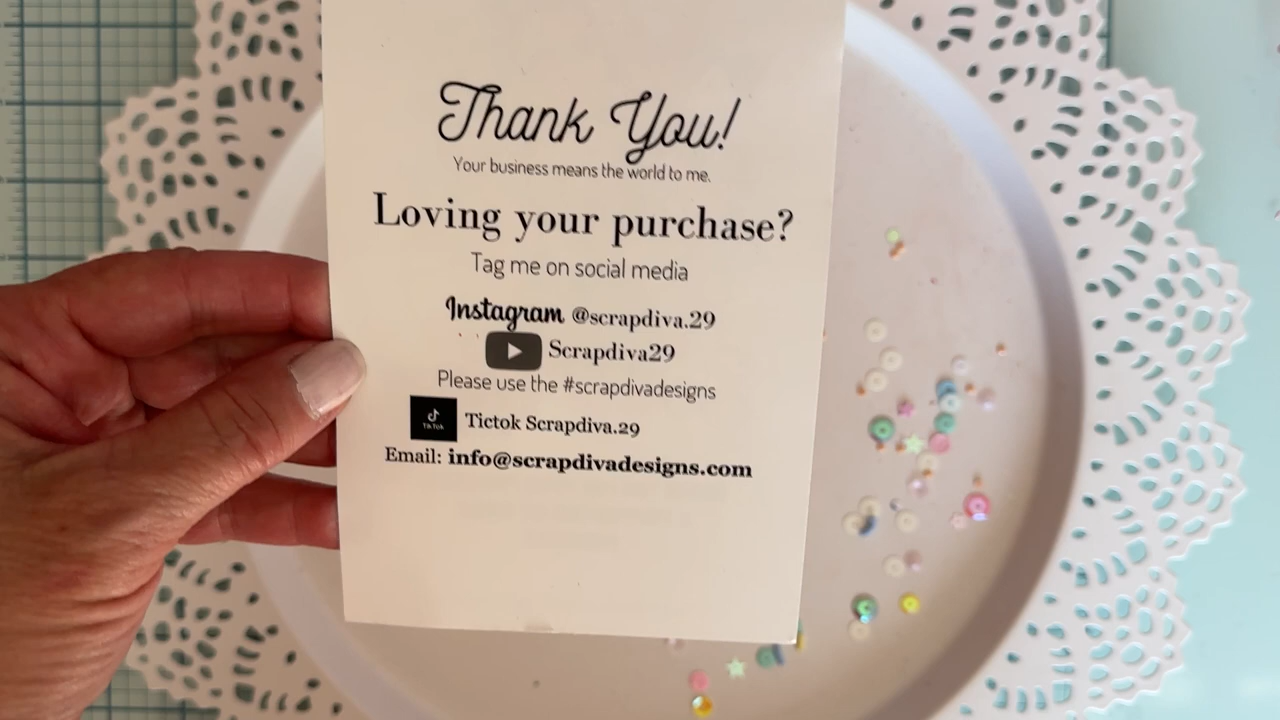 Thank You!
Your business means the world to me.
Loving your purchase?
Tag me on social media
Instagram @scrapdiva.29
Scrapdiva29
Please use the #scrapdivadesigns
TikTok
Tictok Scrapdiva.29
Email: info@scrapdivadesigns.com